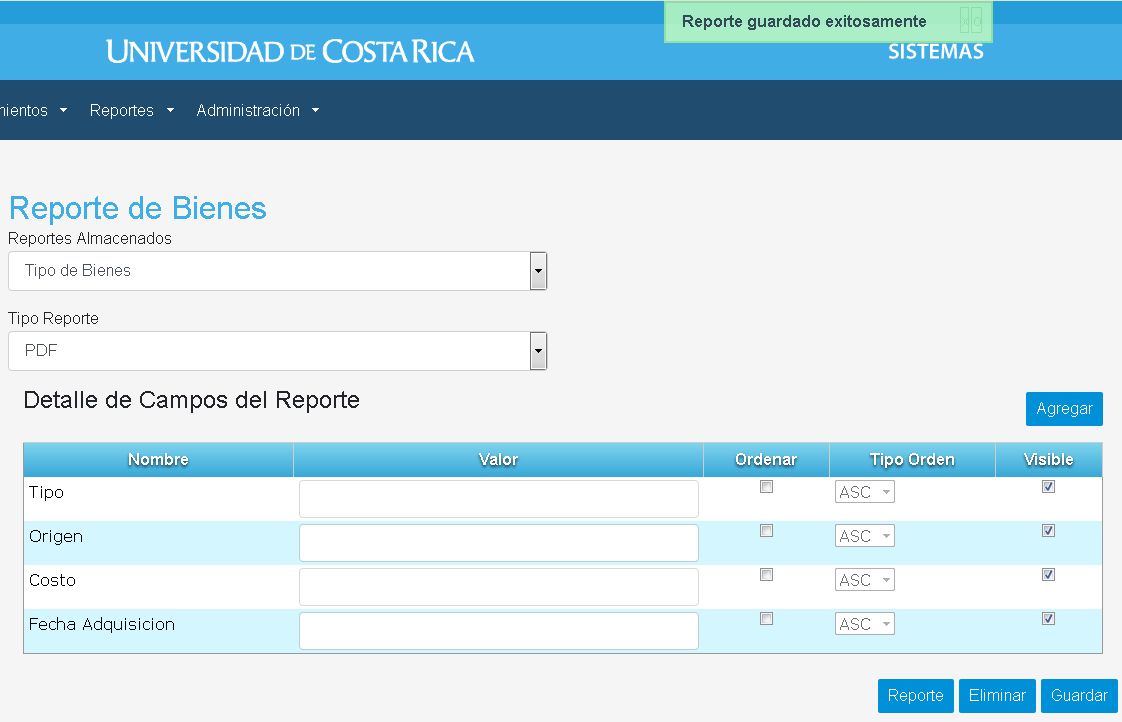 Reporte guardado exitosamente
UNIVERSIDAD DE COSTA RICA
SISTEMAS
mientos
Reportes
Administración
Reporte de Bienes
Reportes Almacenados
Tipo de Bienes
Tipo Reporte
PDF
Detalle de Campos del Reporte
Agregar
Nombre Valor Ordenar Tipo Orden Visible
Tipo ASC
Origen ASC
Costo ASC
Fecha Adquisicion ASC
Reporte Eliminar Guardar